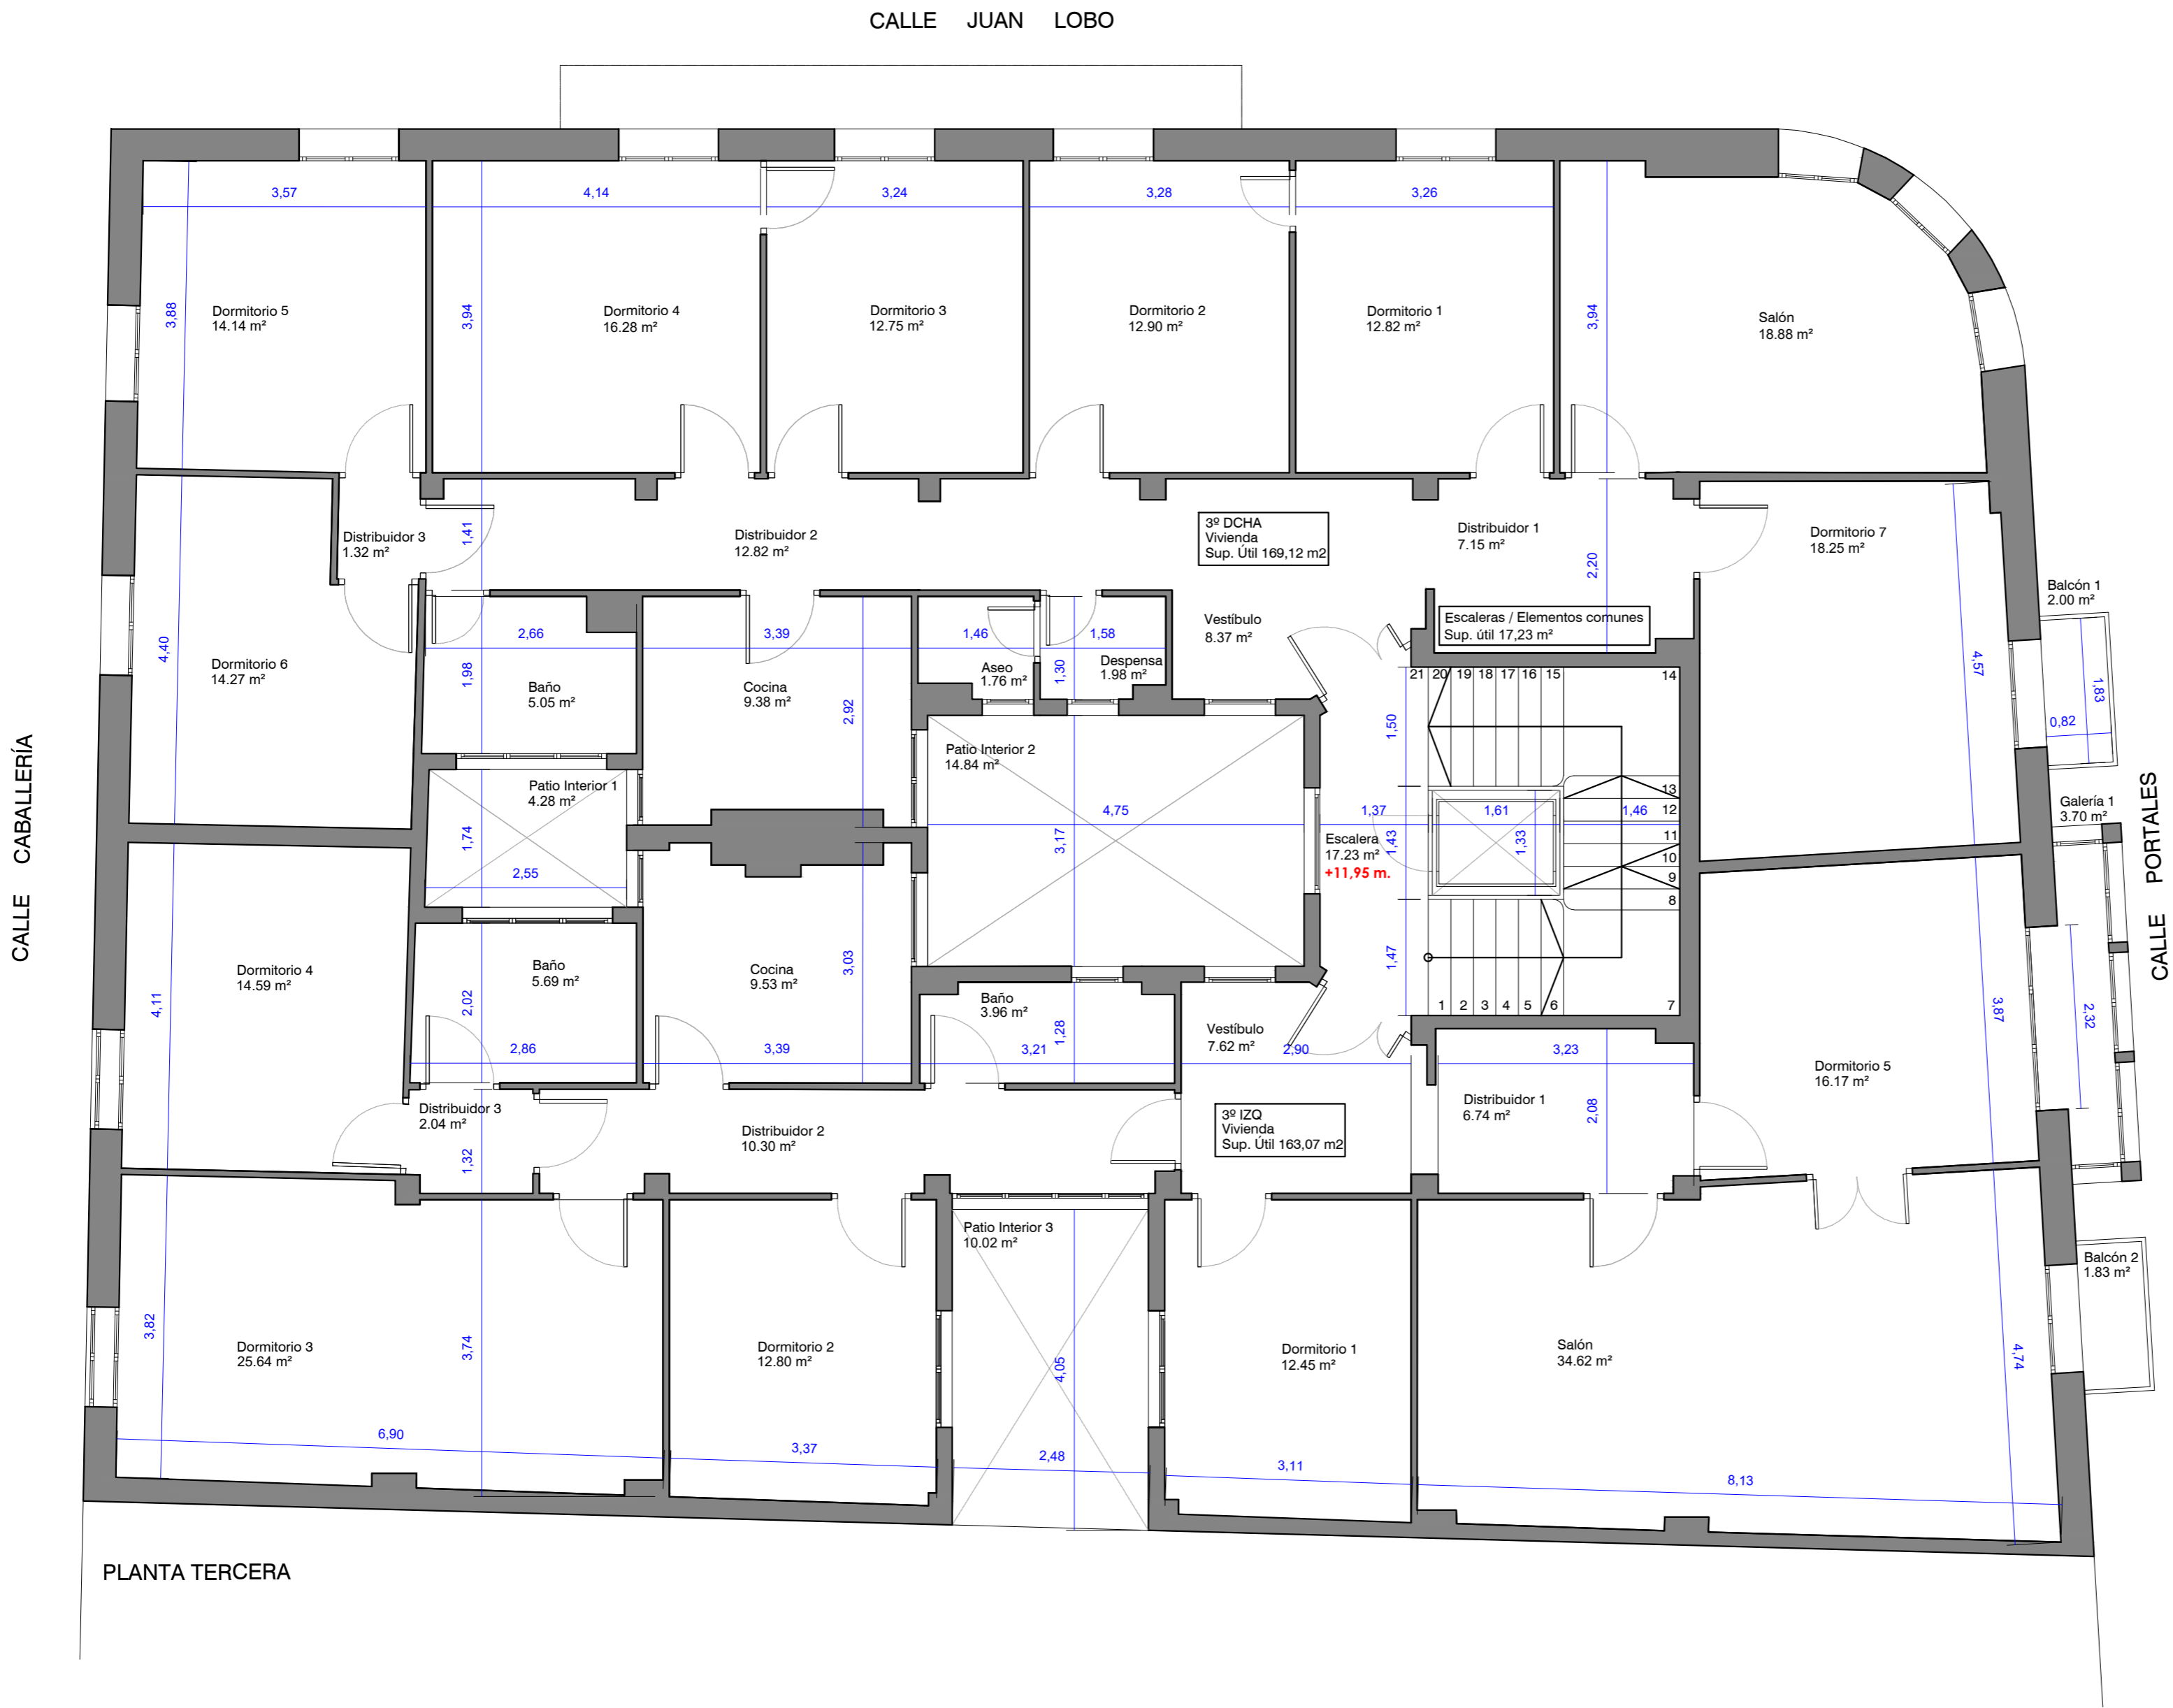 CALLE JUAN LOBO
3,57
4,14
3,24
3,28
3,26
3,88
3,94
3,94
Dormitorio 5
14.14 m²
Dormitorio 4
16.28 m²
Dormitorio 3
12.75 m²
Dormitorio 2
12.90 m²
Dormitorio 1
12.82 m²
Salón
18.88 m²
Distribuidor 3
1.32 m²
1,41
Distribuidor 2
12.82 m²
3º DCHA
Vivienda
Sup. Útil 169,12 m2
Distribuidor 1
7.15 m²
2,20
Dormitorio 7
18.25 m²
Balcón 1
2.00 m²
4,40
Dormitorio 6
14.27 m²
2,66
1,98
Baño
5.05 m²
3,39
Cocina
9.38 m²
2,92
1,46
Aseo
1.76 m²
1,30
1,58
Despensa
1.98 m²
Vestíbulo
8.37 m²
Escaleras / Elementos comunes
Sup. útil 17,23 m²
4,57
1,83
0,82
21 20 19 18 17 16 15 14
1,50
Patio Interior 2
14.84 m²
Patio Interior 1
4.28 m²
1,74
2,55
4,75
3,17
1,37
1,43
1,61
1,33
1,46
13
12
11
10
9
8
Escalera
17.23 m²
+11,95 m.
Galería 1
3.70 m²
CALLE CABALLERÍA
CALLE PORTALES
Dormitorio 4
14.59 m²
4,11
Baño
5.69 m²
2,02
2,86
Cocina
9.53 m²
3,03
3,39
Baño
3.96 m²
1,28
3,21
Vestíbulo
7.62 m²
2,90
1,47
1 2 3 4 5 6 7
3,23
3,87
2,32
Dormitorio 5
16.17 m²
Distribuidor 3
2.04 m²
1,32
Distribuidor 2
10.30 m²
3º IZQ
Vivienda
Sup. Útil 163,07 m2
Distribuidor 1
6.74 m²
2,08
Patio Interior 3
10.02 m²
Balcón 2
1.83 m²
3,82
Dormitorio 3
25.64 m²
3,74
Dormitorio 2
12.80 m²
4,05
Dormitorio 1
12.45 m²
Salón
34.62 m²
4,74
6,90
3,37
2,48
3,11
8,13
PLANTA TERCERA